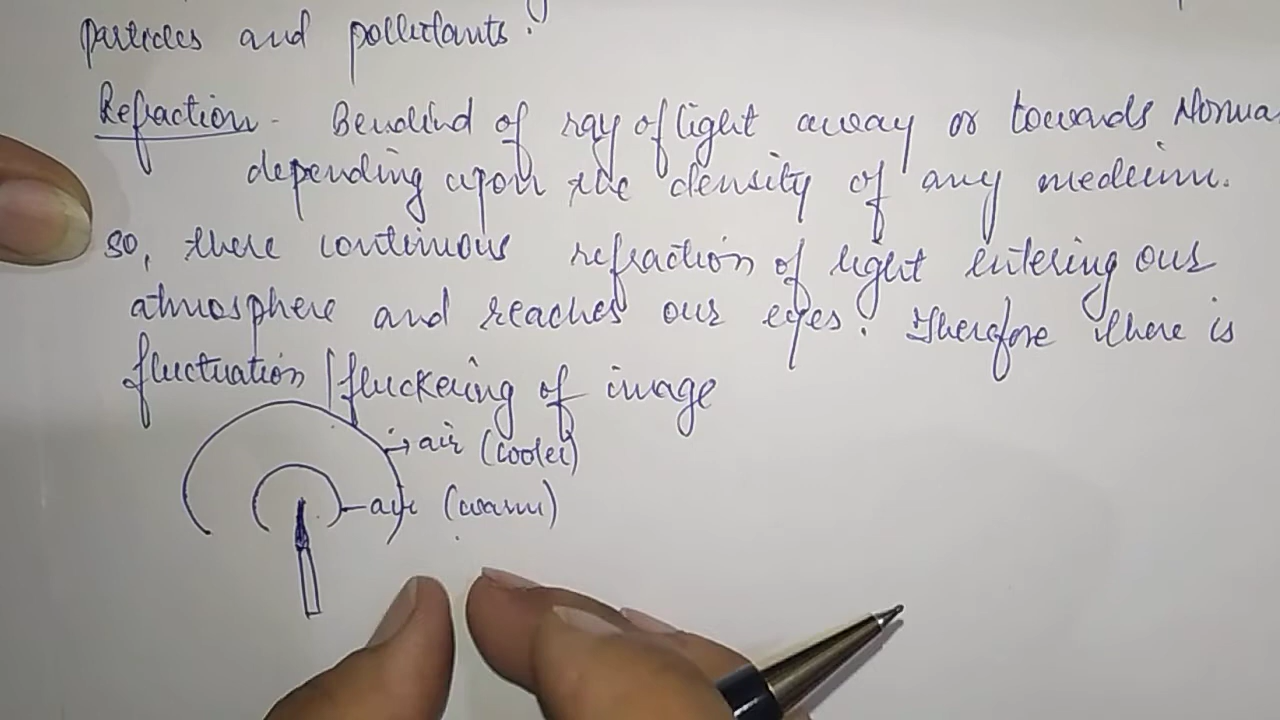 particles and pollutants.
Refraction - Bendind of ray of light away or towards Norma
depending upon the density of any medium.
so, there continuous refraction of light entering our
atmosphere and reaches our eyes. Therefore there is
fluctuation / fluckering of image
→ air (cooler)
air (warm)